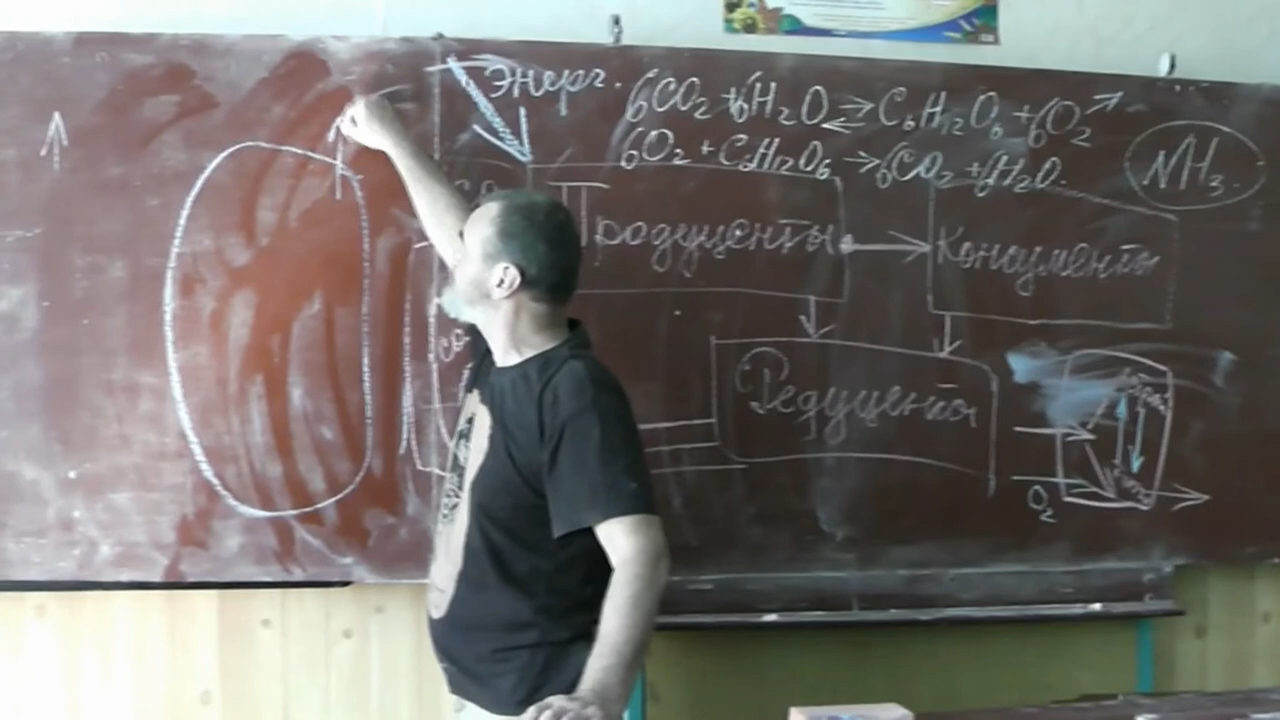 Энерг.
6CO₂ + 6H₂O ⇄ C₆H₁₂O₆ + 6O₂ ↗
6O₂ + C₆H₁₂O₆ → 6CO₂ + 6H₂O.
NH₃.
Продуценты
Консументы
Редуценты
O₂